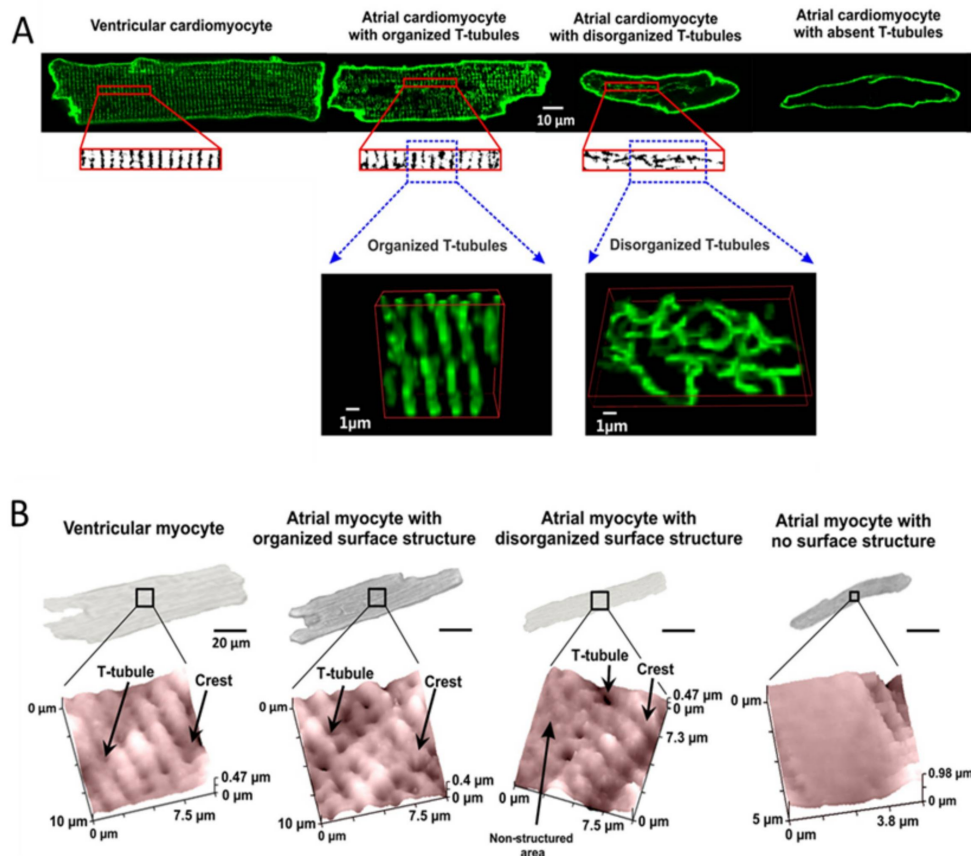 A
Ventricular cardiomyocyte
Atrial cardiomyocyte
with organized T-tubules
Atrial cardiomyocyte
with disorganized T-tubules
Atrial cardiomyocyte
with absent T-tubules
10 µm
Organized T-tubules
Disorganized T-tubules
1µm
1µm
B
Ventricular myocyte
Atrial myocyte with
organized surface structure
Atrial myocyte with
disorganized surface structure
Atrial myocyte with
no surface structure
20 µm
T-tubule
Crest
0 µm
0.47 µm
0 µm
10 µm
0 µm
7.5 µm
T-tubule
Crest
0 µm
0.4 µm
0 µm
10 µm
0 µm
7.5 µm
T-tubule
Crest
0.47 µm
0 µm
7.3 µm
Non-structured
area
0 µm
7.5 µm
0 µm
0.98 µm
0 µm
5 µm
0 µm
3.8 µm